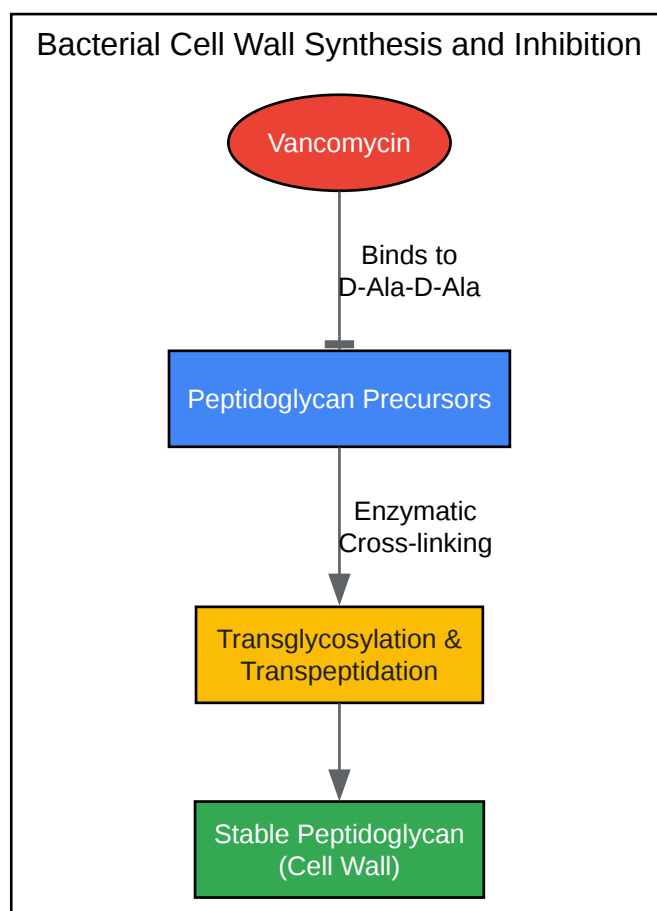 Bacterial Cell Wall Synthesis and Inhibition
Vancomycin
Binds to
D-Ala-D-Ala
Peptidoglycan Precursors
Enzymatic
Cross-linking
Transglycosylation &
Transpeptidation
Stable Peptidoglycan
(Cell Wall)